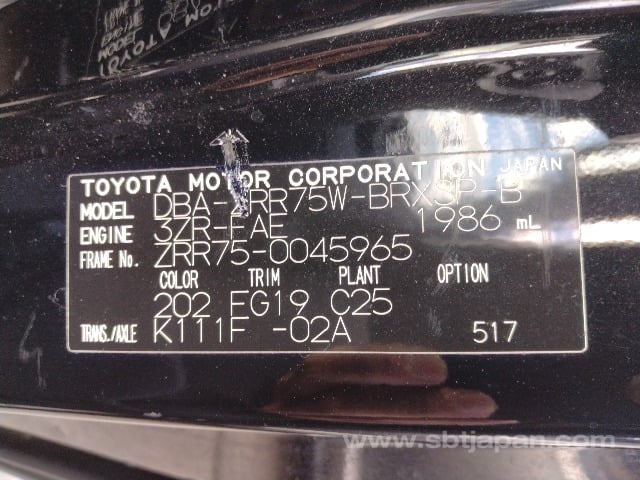 TOYOTA MOTOR CORPORATION JAPAN
MODEL DBA-ZRR75W-BRXSP-B
ENGINE 3ZR-FAE 1986 mL
FRAME No. ZRR75-0045965
COLOR TRIM PLANT OPTION
202 FG19 C25
TRANS./AXLE K111F -02A 517
www.sbtjapan.com